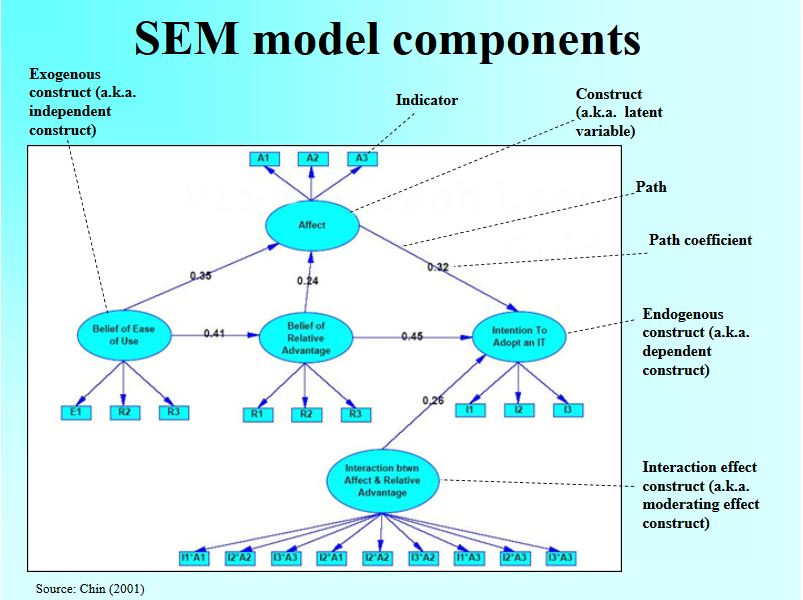 SEM model components
Exogenous
construct (a.k.a.
independent
construct)
Indicator
Construct
(a.k.a. latent
variable)
A1 A2 A3
Path
Affect
Path coefficient
0.32
0.35
0.24
Endogenous
construct (a.k.a.
dependent
construct)
Belief of Ease
of Use
0.41
Belief of
Relative
Advantage
0.45
Intention To
Adopt an IT
E1 R2 R3
R1 R2 R3
0.26
I1 I2 I3
Interaction btwn
Affect & Relative
Advantage
Interaction effect
construct (a.k.a.
moderating effect
construct)
I1*A1 I2*A2 I3*A3 I2*A1 I2*A2 I3*A2 I1*A3 I2*A3 I3*A3
Source: Chin (2001)